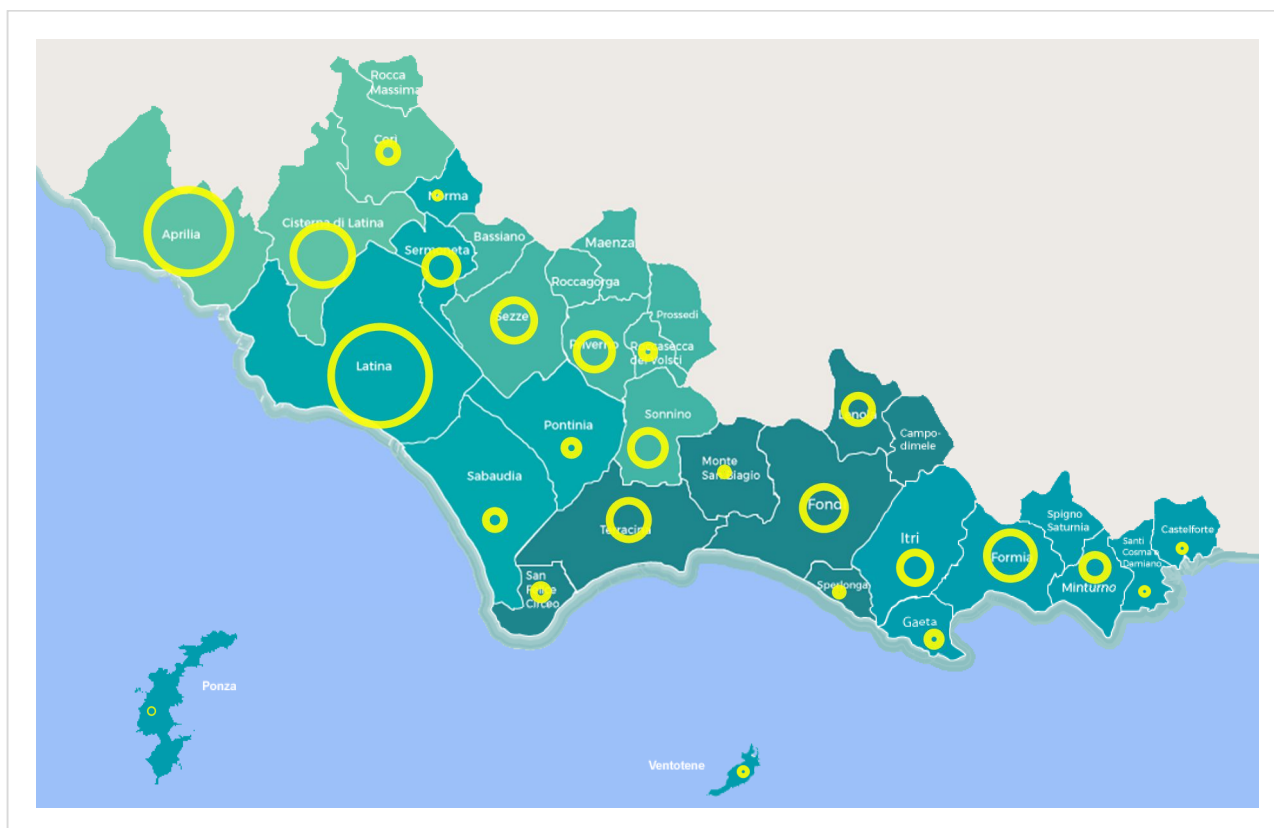 Rocca
Massima
Cori
Norma
Cisterna di Latina
Aprilia
Bassiano
Sermoneta
Maenza
Roccagorga
Prossedi
Sezze
Priverno
Roccasecca
dei Volsci
Latina
Sonnino
Lenola
Pontinia
Campo-
dimele
Monte
San Biagio
Sabaudia
Fondi
Terracina
Itri
Spigno
Saturnia
Castelforte
Santi
Cosma e
Damiano
Formia
San
Felice
Circeo
Sperlonga
Minturno
Gaeta
Ponza
Ventotene